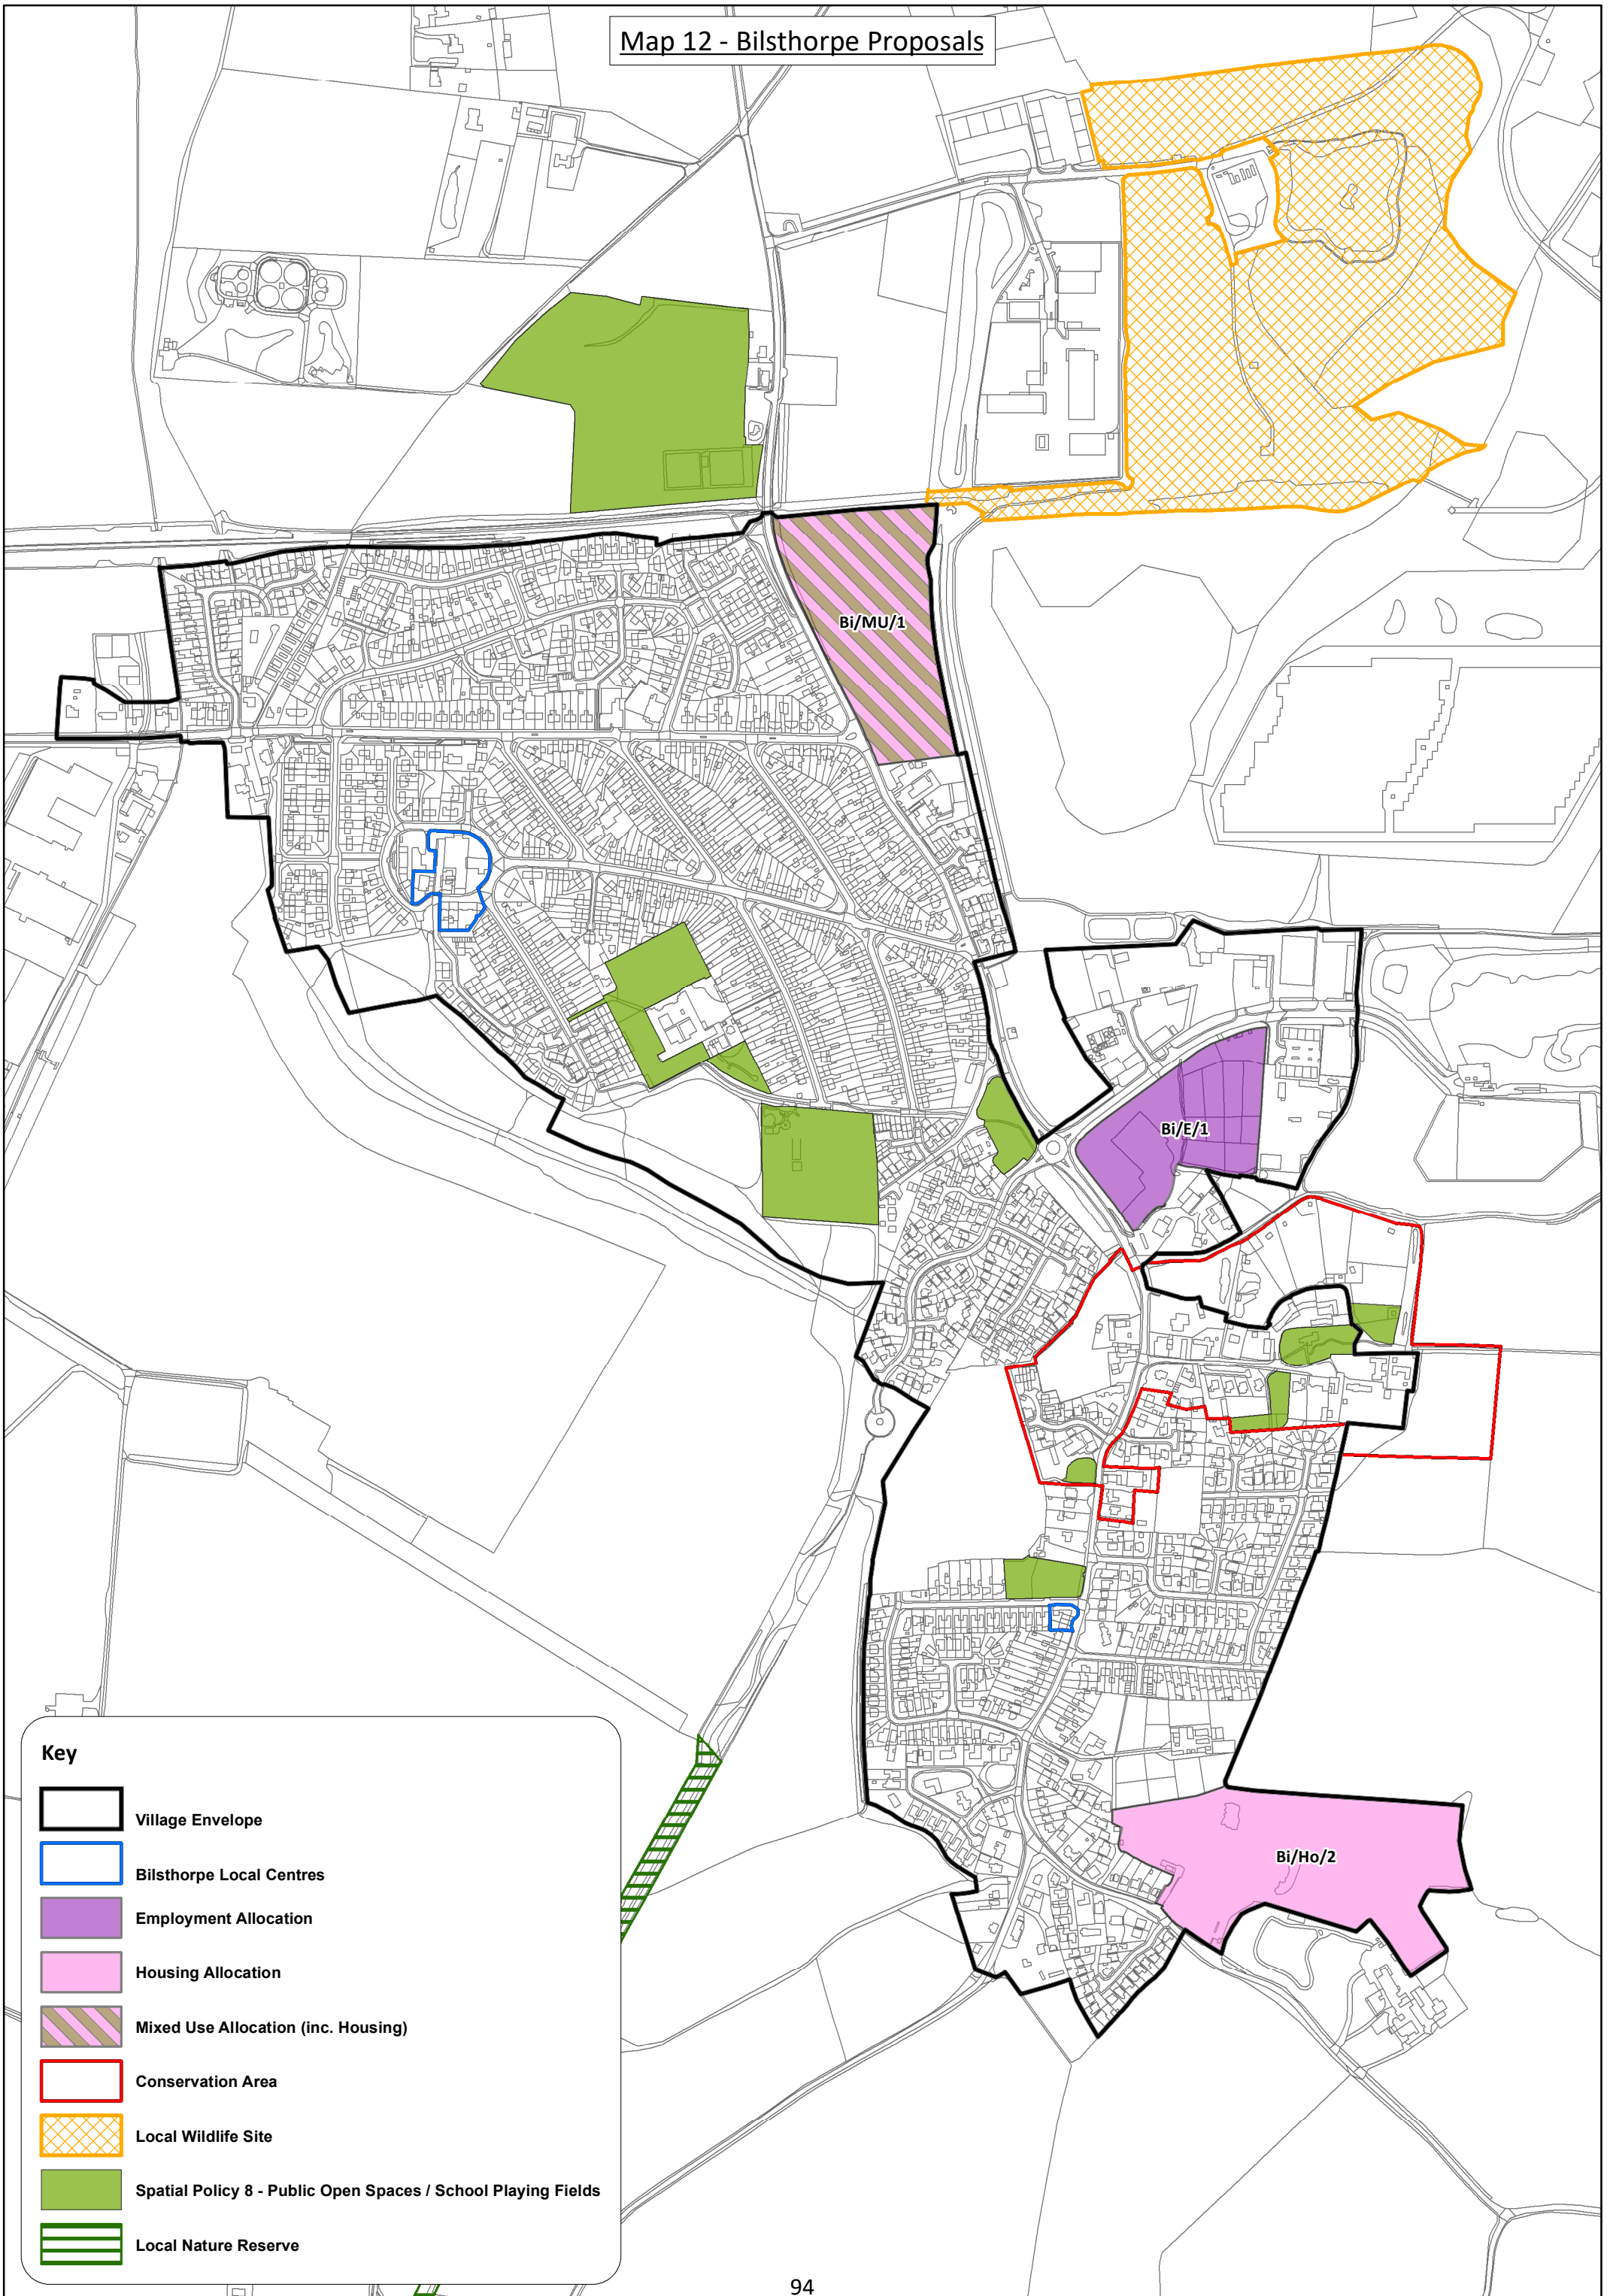 Map 12 - Bilsthorpe Proposals
Bi/MU/1
Bi/E/1
Bi/Ho/2
Key
Village Envelope
Bilsthorpe Local Centres
Employment Allocation
Housing Allocation
Mixed Use Allocation (inc. Housing)
Conservation Area
Local Wildlife Site
Spatial Policy 8 - Public Open Spaces / School Playing Fields
Local Nature Reserve
94